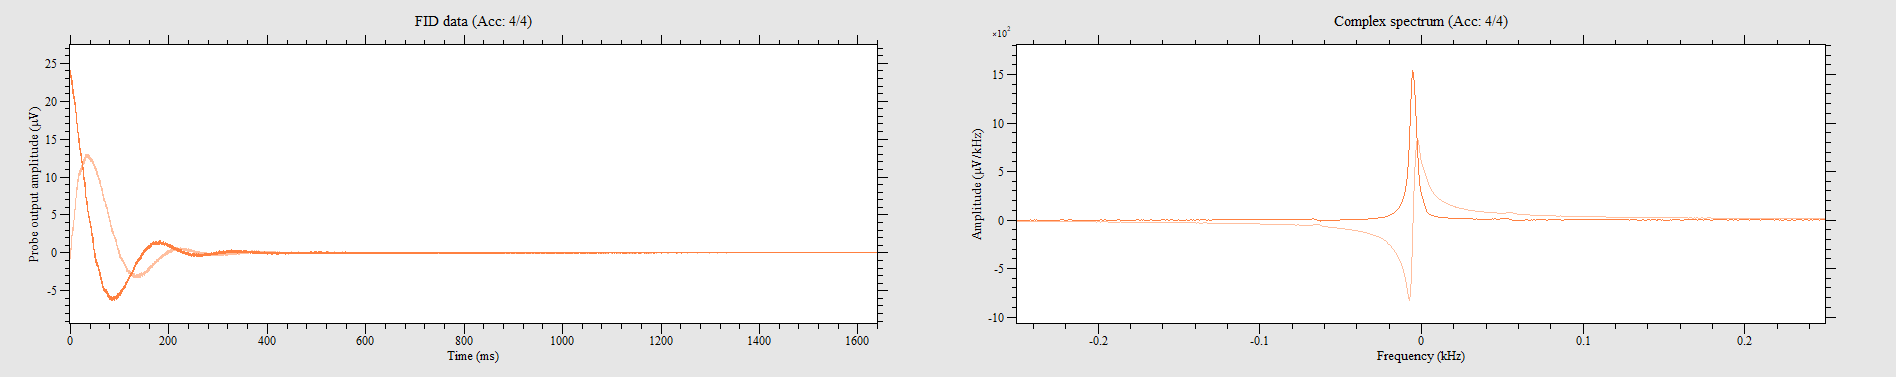 FID data (Acc: 4/4)
25
20
15
10
5
0
-5
Probe output amplitude (µV)
0 200 400 600 800 1000 1200 1400 1600
Time (ms)
Complex spectrum (Acc: 4/4)
×10²
15
10
5
0
-5
-10
Amplitude (µV/kHz)
-0.2 -0.1 0 0.1 0.2
Frequency (kHz)